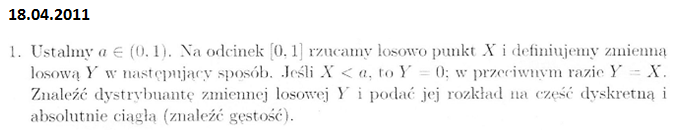 18.04.2011
1. Ustalmy a ∈ (0,1). Na odcinek [0,1] rzucamy losowo punkt X i definiujemy zmienną
losową Y w następujący sposób. Jeśli X < a, to Y = 0; w przeciwnym razie Y = X.
Znaleźć dystrybuantę zmiennej losowej Y i podać jej rozkład na część dyskretną i
absolutnie ciągłą (znaleźć gęstość).